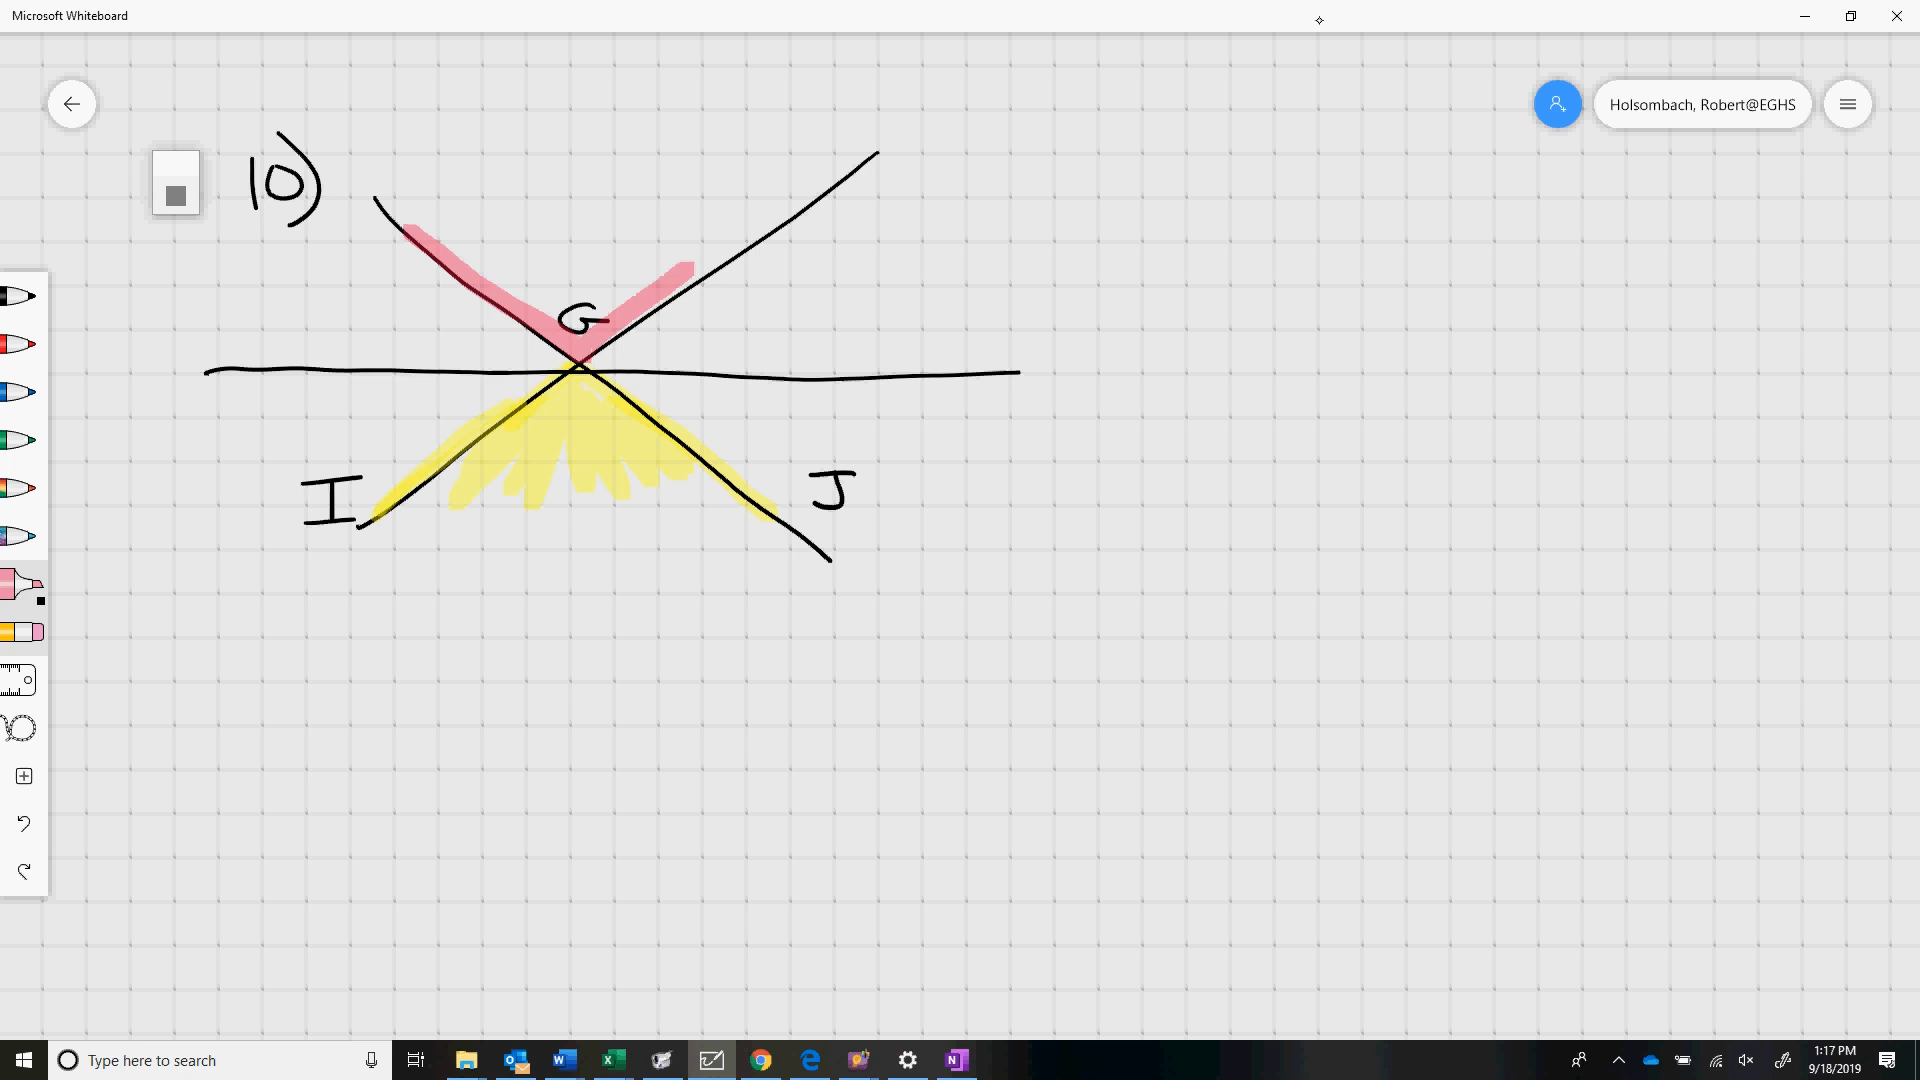 Microsoft Whiteboard
Holsombach, Robert@EGHS
10)
G
I
J
Type here to search
1:17 PM
9/18/2019